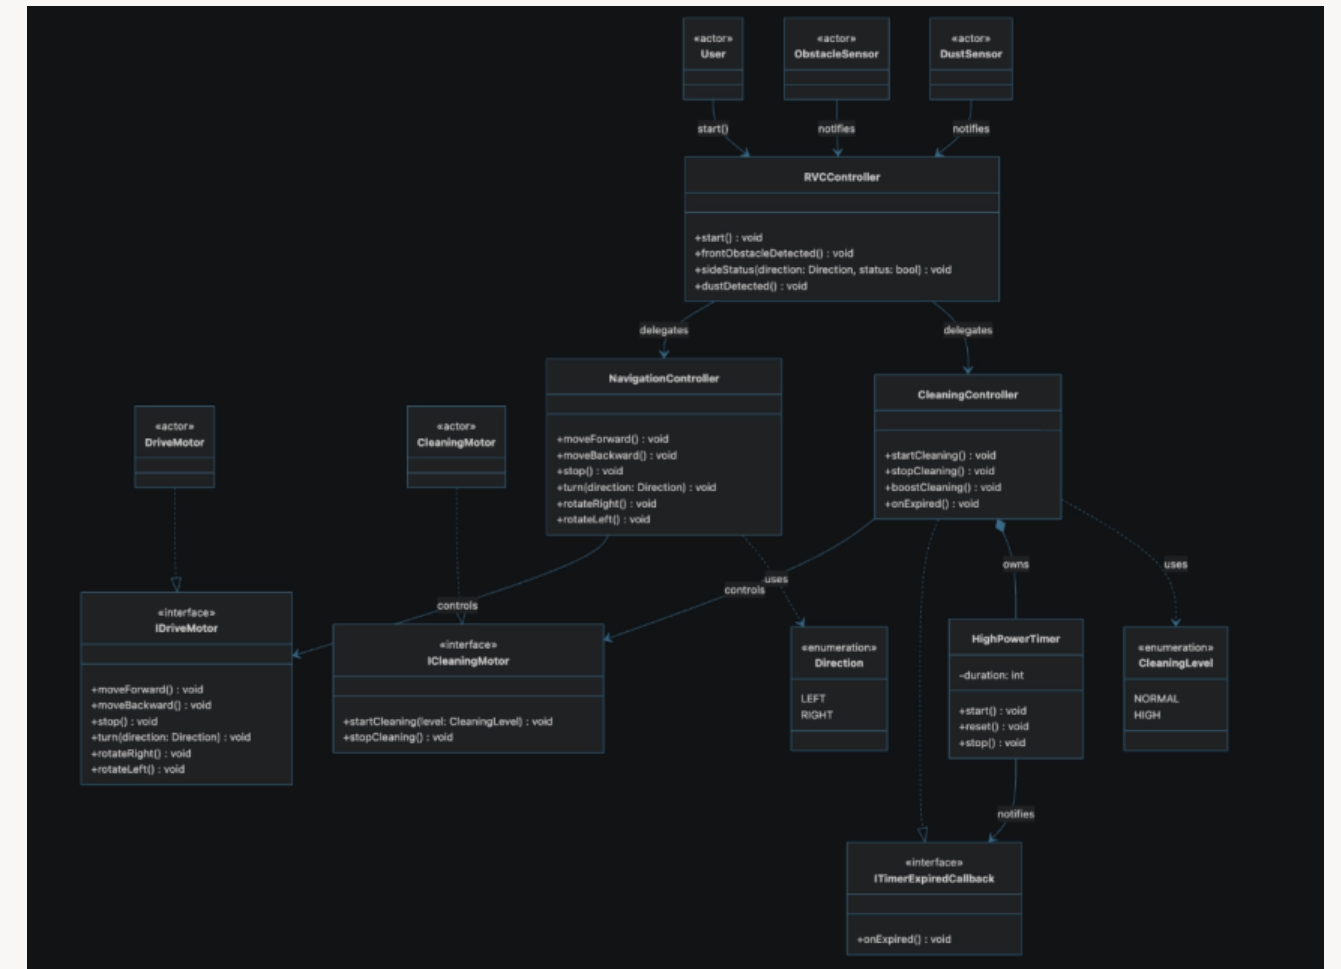 «actor»
User
«actor»
ObstacleSensor
«actor»
DustSensor
start()
notifies
notifies
RVCController
+start() : void
+frontObstacleDetected() : void
+sideStatus(direction: Direction, status: bool) : void
+dustDetected() : void
delegates
delegates
NavigationController
+moveForward() : void
+moveBackward() : void
+stop() : void
+turn(direction: Direction) : void
+rotateRight() : void
+rotateLeft() : void
CleaningController
+startCleaning() : void
+stopCleaning() : void
+boostCleaning() : void
+onExpired() : void
«actor»
DriveMotor
«actor»
CleaningMotor
controls
uses
controls
owns
uses
«interface»
IDriveMotor
+moveForward() : void
+moveBackward() : void
+stop() : void
+turn(direction: Direction) : void
+rotateRight() : void
+rotateLeft() : void
«interface»
ICleaningMotor
+startCleaning(level: CleaningLevel) : void
+stopCleaning() : void
«enumeration»
Direction
LEFT
RIGHT
HighPowerTimer
-duration: int
+start() : void
+reset() : void
+stop() : void
«enumeration»
CleaningLevel
NORMAL
HIGH
notifies
«interface»
ITimerExpiredCallback
+onExpired() : void